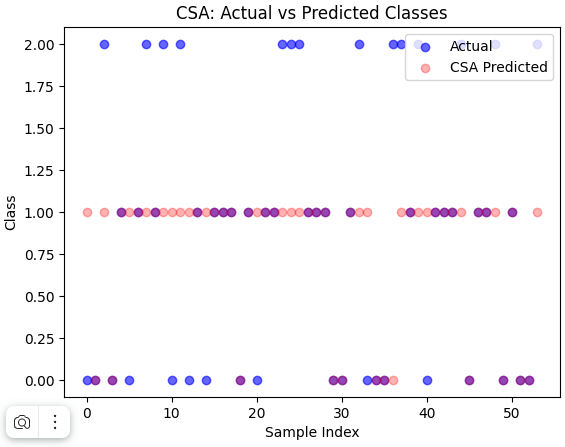 CSA: Actual vs Predicted Classes
Actual
CSA Predicted
2.00
1.75
1.50
1.25
1.00
0.75
0.50
0.25
0.00
Class
0 10 20 30 40 50
Sample Index